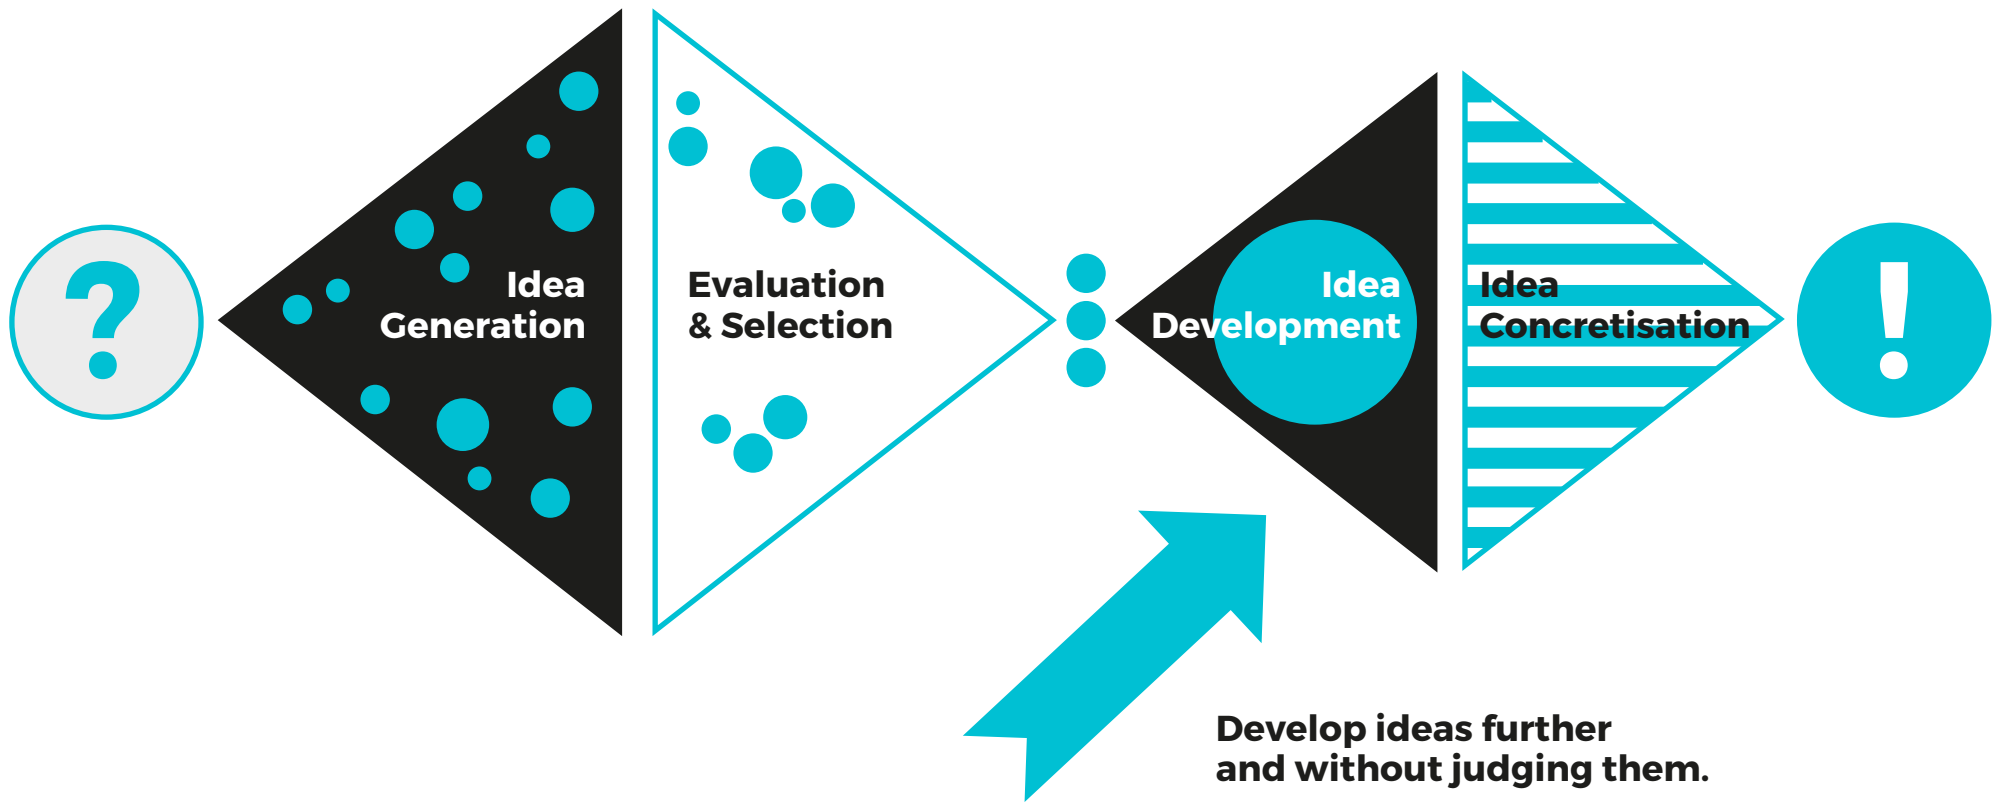 ?
Idea
Generation
Evaluation
& Selection
Idea
Development
Idea
Concretisation
!
Develop ideas further
and without judging them.